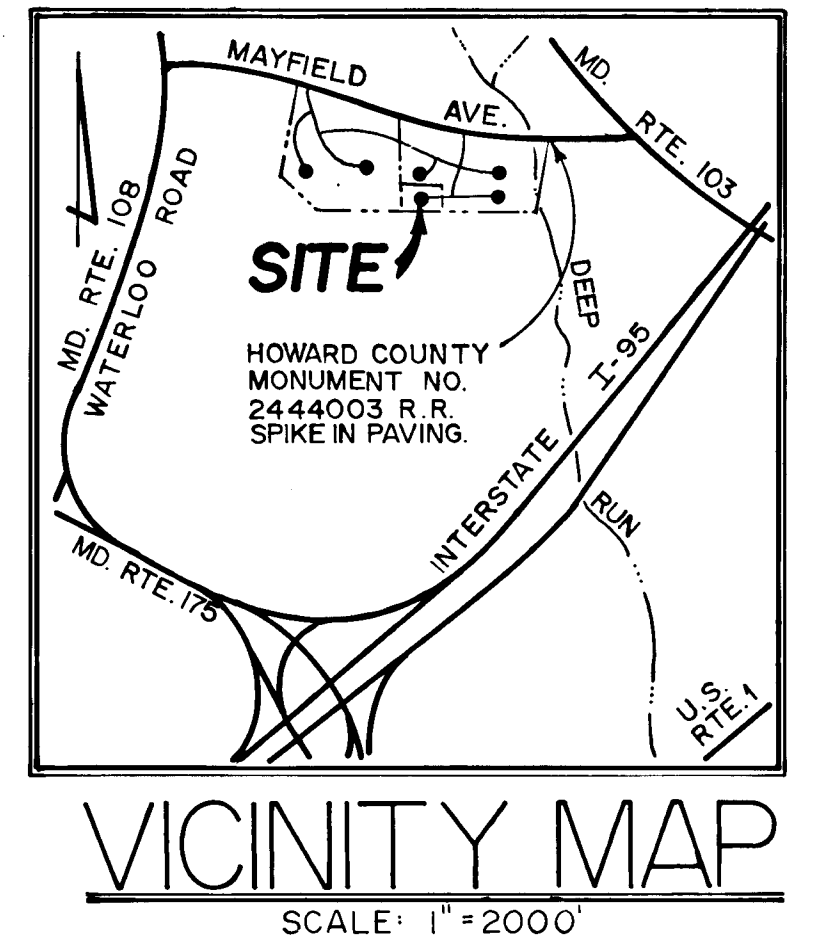 MAYFIELD
AVE.
MD.
RTE. 103
MD. RTE. 108
WATERLOO ROAD
SITE
DEEP
HOWARD COUNTY
MONUMENT NO.
2444003 R.R.
SPIKE IN PAVING.
INTERSTATE I-95
RUN
MD. RTE. 175
U.S.
RTE. 1
VICINITY MAP
SCALE: 1" = 2000'